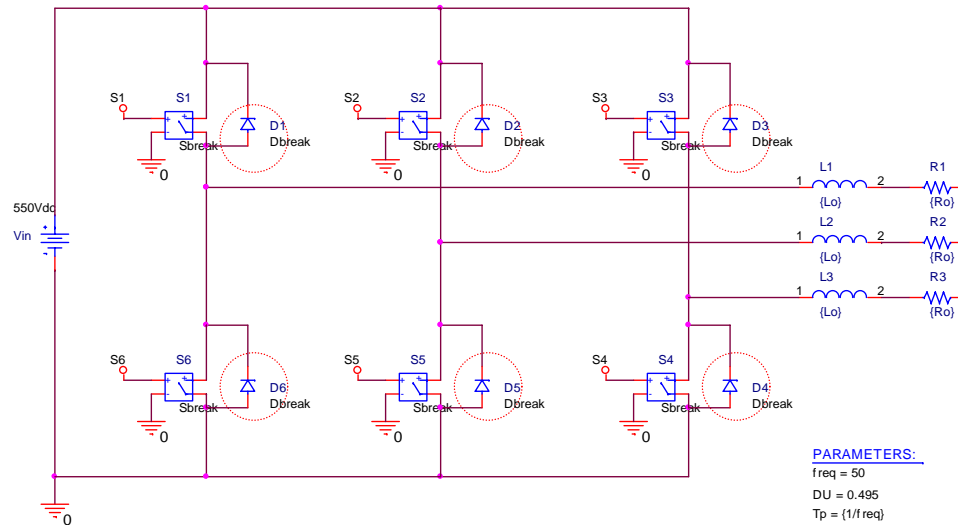 S1 S1 S2 S2 S3 S3
+ + + + + +
- - -
D1 D2 D3
Sbreak Dbreak Sbreak Dbreak Sbreak Dbreak
0 0 0
L1 R1
1 2
{Lo} {Ro}
550Vdc
Vin
+
-
L2 R2
1 2
{Lo} {Ro}
L3 R3
1 2
{Lo} {Ro}
S6 S6 S5 S5 S4 S4
+ + + + + +
- - -
D6 D5 D4
Sbreak Dbreak Sbreak Dbreak Sbreak Dbreak
0 0 0
PARAMETERS:
freq = 50
DU = 0.495
Tp = {1/freq}
0